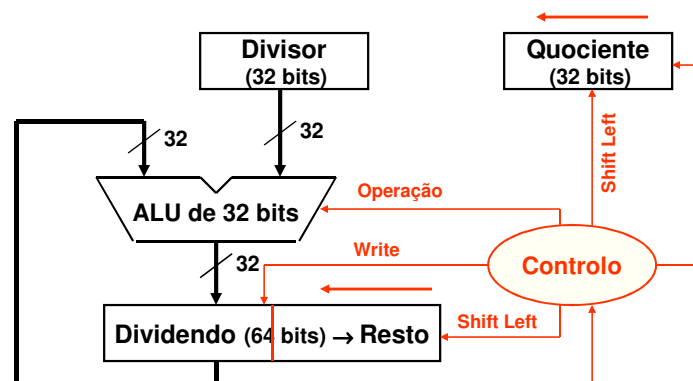 Divisor
(32 bits)
Quociente
(32 bits)
32
32
Shift Left
Operação
ALU de 32 bits
Write
32
Controlo
Shift Left
Dividendo (64 bits) → Resto